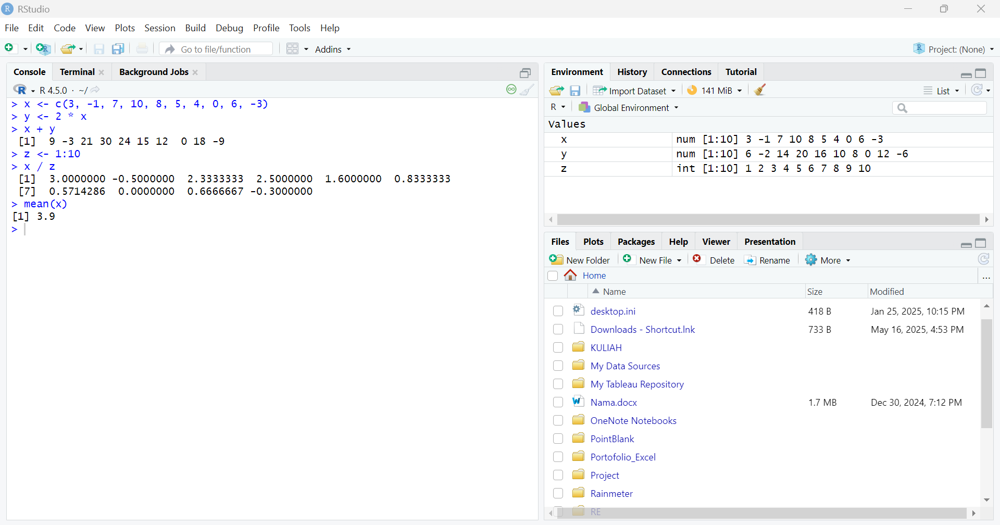 RStudio
File Edit Code View Plots Session Build Debug Profile Tools Help
Go to file/function Addins Project: (None)
Console Terminal Background Jobs
R 4.5.0 · ~/
> x <- c(3, -1, 7, 10, 8, 5, 4, 0, 6, -3)
> y <- 2 * x
> x + y
 [1]  9 -3 21 30 24 15 12  0 18 -9
> z <- 1:10
> x / z
 [1]  3.0000000 -0.5000000  2.3333333  2.5000000  1.6000000  0.8333333
 [7]  0.5714286  0.0000000  0.6666667 -0.3000000
> mean(x)
[1] 3.9
>
Environment History Connections Tutorial
Import Dataset 141 MiB List
R Global Environment
Values
x num [1:10] 3 -1 7 10 8 5 4 0 6 -3
y num [1:10] 6 -2 14 20 16 10 8 0 12 -6
z int [1:10] 1 2 3 4 5 6 7 8 9 10
Files Plots Packages Help Viewer Presentation
New Folder New File Delete Rename More
Home ...
Name Size Modified
desktop.ini 418 B Jan 25, 2025, 10:15 PM
Downloads - Shortcut.lnk 733 B May 16, 2025, 4:53 PM
KULIAH
My Data Sources
My Tableau Repository
Nama.docx 1.7 MB Dec 30, 2024, 7:12 PM
OneNote Notebooks
PointBlank
Portofolio_Excel
Project
Rainmeter
RE